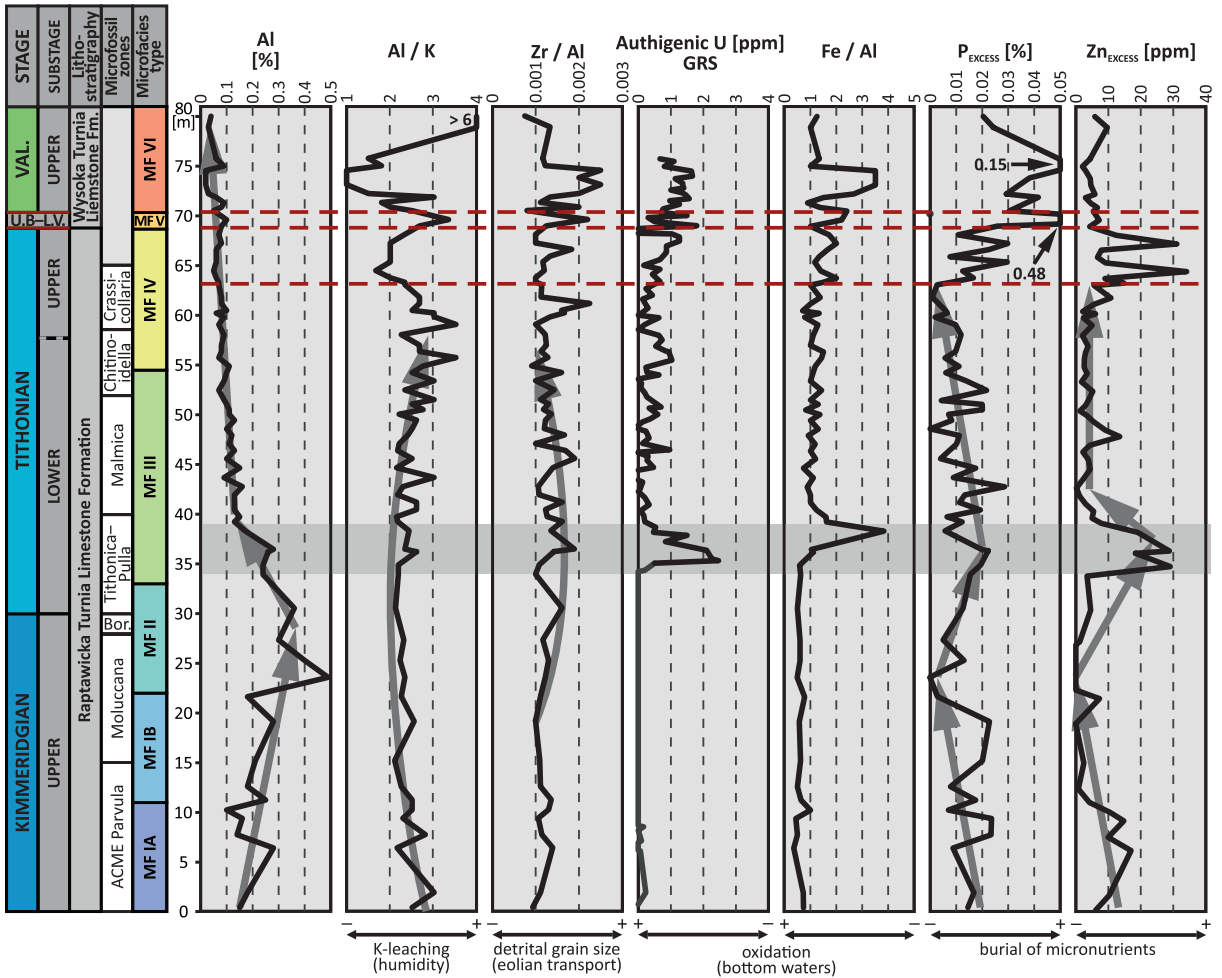 STAGE
SUBSTAGE
Litho-
stratigraphy
Microfossil
zones
Microfacies
type
Al
[%]
Al / K
Zr / Al
Authigenic U [ppm]
GRS
Fe / Al
PEXCESS [%]
ZnEXCESS [ppm]
0 0.1 0.2 0.3 0.4 0.5
1 2 3 4
0 0.001 0.002 0.003
0 1 2 3 4
0 1 2 3 4 5
0 0.01 0.02 0.03 0.04 0.05
0 10 20 30 40
80
[m]
75
70
65
60
55
50
45
40
35
30
25
20
15
10
5
0
VAL.
U.B–L.V.
TITHONIAN
KIMMERIDGIAN
UPPER
UPPER
LOWER
UPPER
Wysoka Turnia
Liemstone Fm.
Raptawicka Turnia Limestone Formation
Crassi-
collaria
Chitino-
idella
Malmica
Tithonica–
Pulla
Bor.
Moluccana
ACME Parvula
MF VI
MF V
MF IV
MF III
MF II
MF IB
MF IA
> 6
0.15
0.48
− +
K-leaching
(humidity)
− +
detrital grain size
(eolian transport)
+ −
+ −
oxidation
(bottom waters)
− +
− +
burial of micronutrients